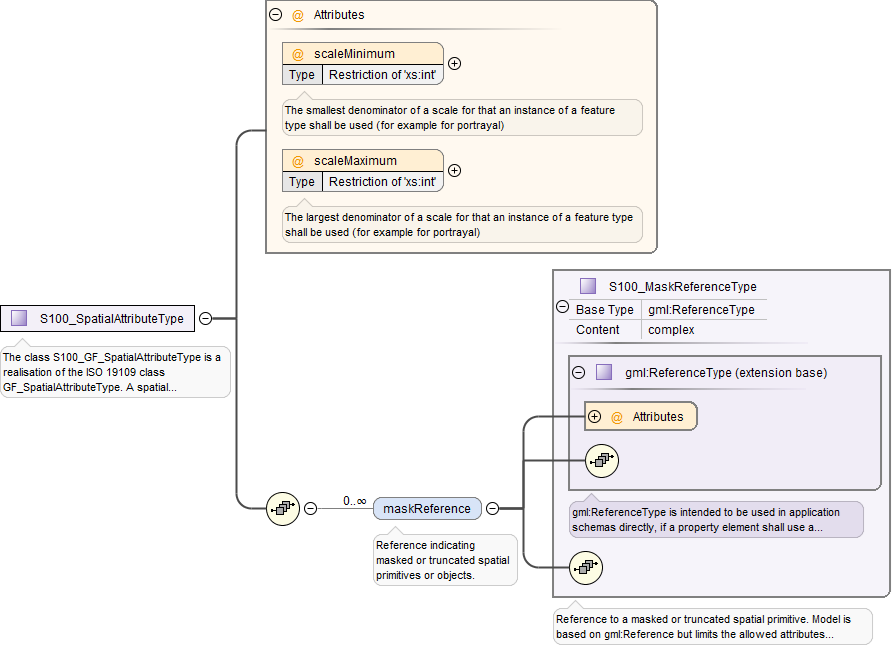 @ Attributes
@ scaleMinimum
Type Restriction of 'xs:int'
The smallest denominator of a scale for that an instance of a feature
type shall be used (for example for portrayal)
@ scaleMaximum
Type Restriction of 'xs:int'
The largest denominator of a scale for that an instance of a feature type
shall be used (for example for portrayal)
S100_SpatialAttributeType
The class S100_GF_SpatialAttributeType is a
realisation of the ISO 19109 class
GF_SpatialAttributeType. A spatial...
0..∞
maskReference
Reference indicating
masked or truncated spatial
primitives or objects.
S100_MaskReferenceType
Base Type gml:ReferenceType
Content complex
gml:ReferenceType (extension base)
@ Attributes
gml:ReferenceType is intended to be used in application
schemas directly, if a property element shall use a...
Reference to a masked or truncated spatial primitive. Model is
based on gml:Reference but limits the allowed attributes...